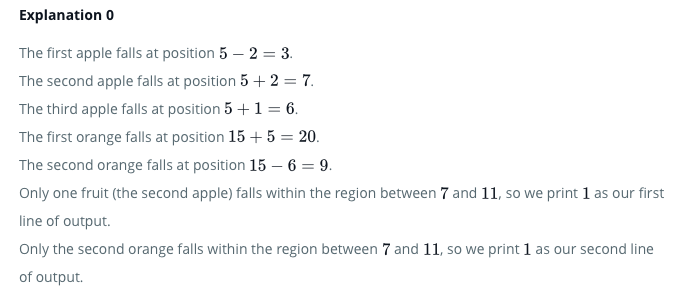 Explanation 0
The first apple falls at position 5 − 2 = 3.
The second apple falls at position 5 + 2 = 7.
The third apple falls at position 5 + 1 = 6.
The first orange falls at position 15 + 5 = 20.
The second orange falls at position 15 − 6 = 9.
Only one fruit (the second apple) falls within the region between 7 and 11, so we print 1 as our first
line of output.
Only the second orange falls within the region between 7 and 11, so we print 1 as our second line
of output.